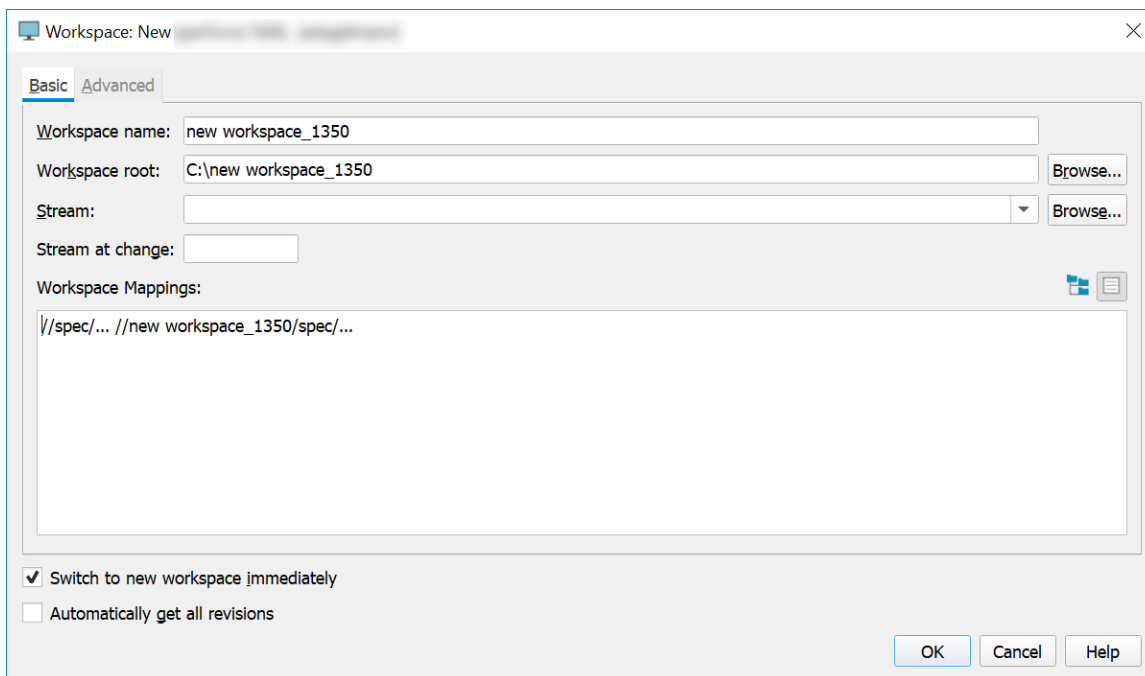 Workspace: New
Basic Advanced
Workspace name: new workspace_1350
Workspace root: C:\new workspace_1350 Browse...
Stream: Browse...
Stream at change:
Workspace Mappings:
//spec/... //new workspace_1350/spec/...
Switch to new workspace immediately
Automatically get all revisions
OK Cancel Help